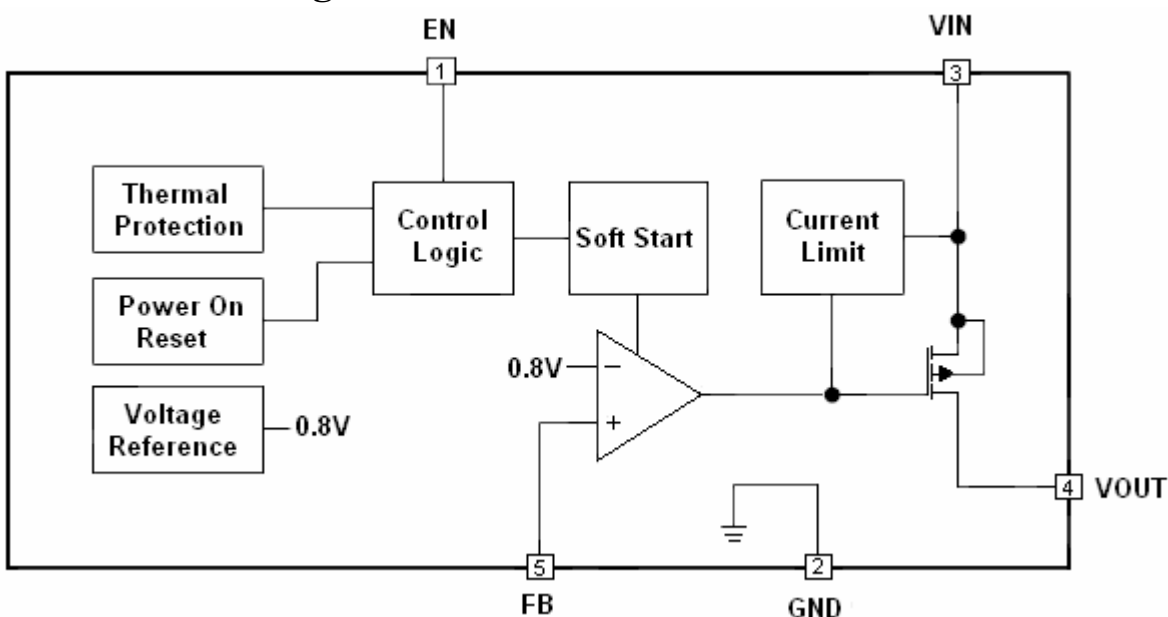 EN
VIN
1
3
Thermal
Protection
Control
Logic
Soft Start
Current
Limit
Power On
Reset
0.8V
−
Voltage
Reference
0.8V
+
4
VOUT
5
2
FB
GND